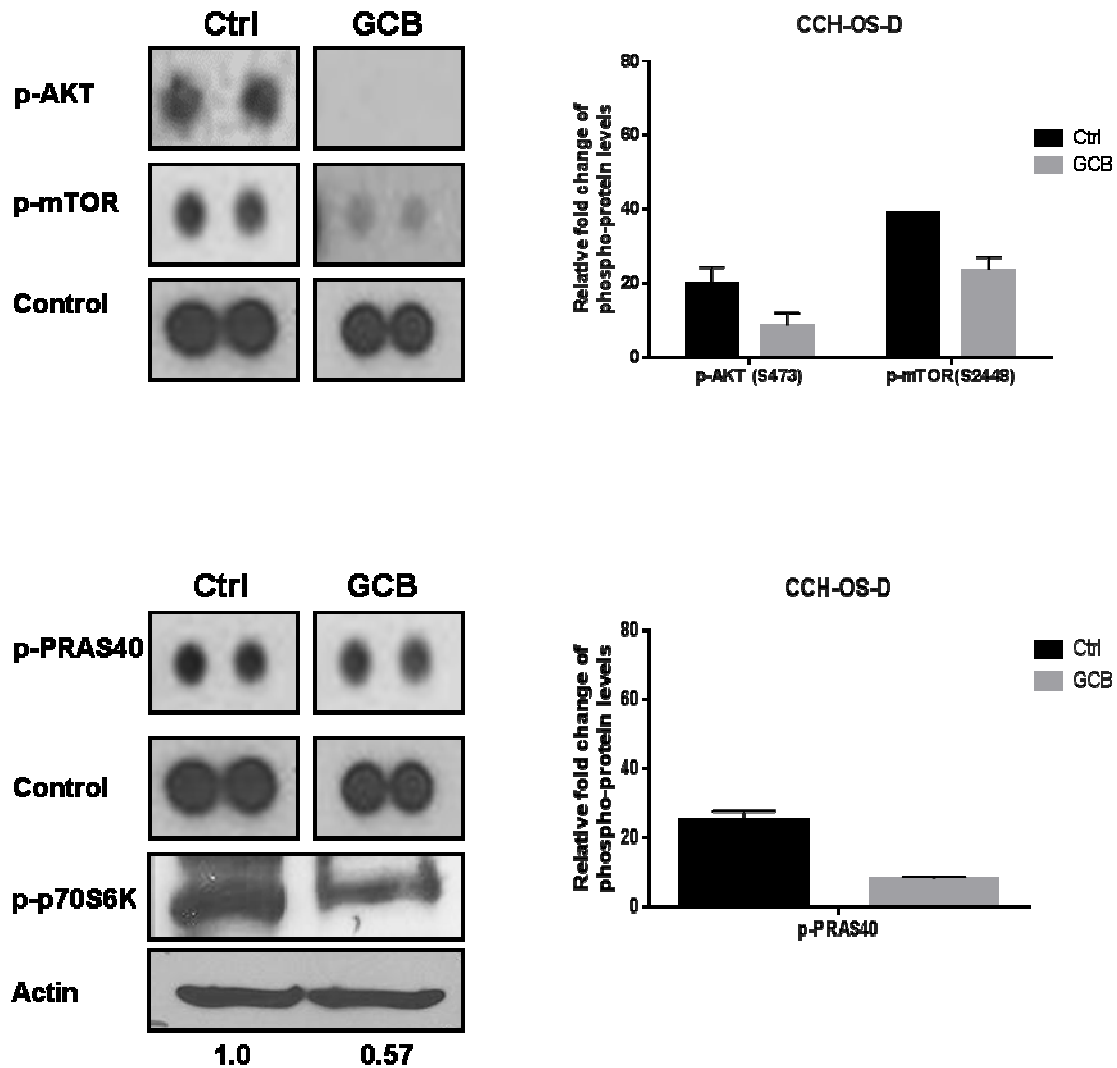 Ctrl GCB
p-AKT
p-mTOR
Control
CCH-OS-D
Relative fold change of
phospho-protein levels
80
60
40
20
0
p-AKT (S473) p-mTOR(S2448)
Ctrl
GCB
Ctrl GCB
p-PRAS40
Control
p-p70S6K
Actin
1.0 0.57
CCH-OS-D
Relative fold change of
phospho-protein levels
80
60
40
20
0
p-PRAS40
Ctrl
GCB